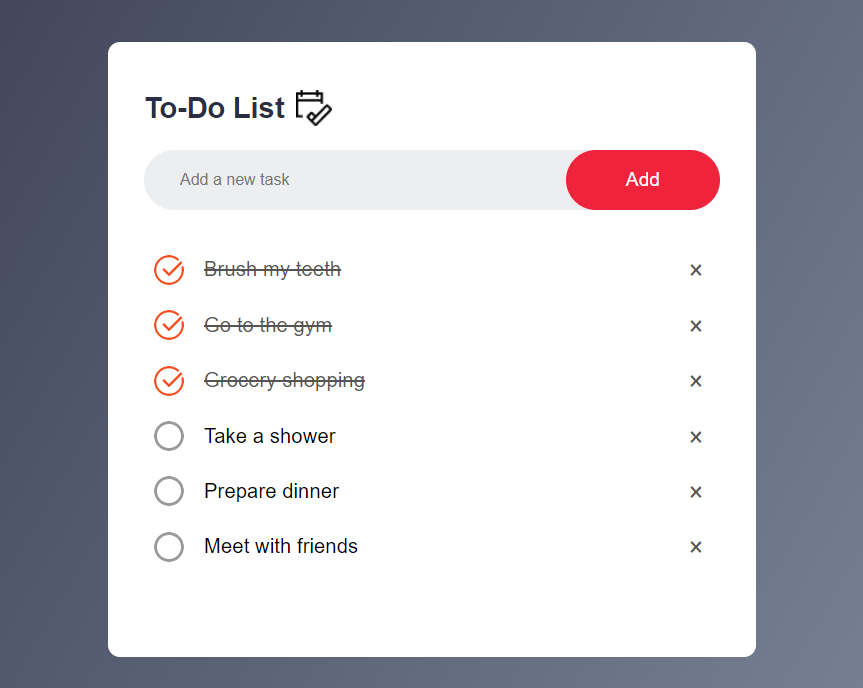 To-Do List
Add a new task
Add
Brush my teeth
Go to the gym
Grocery shopping
Take a shower
Prepare dinner
Meet with friends